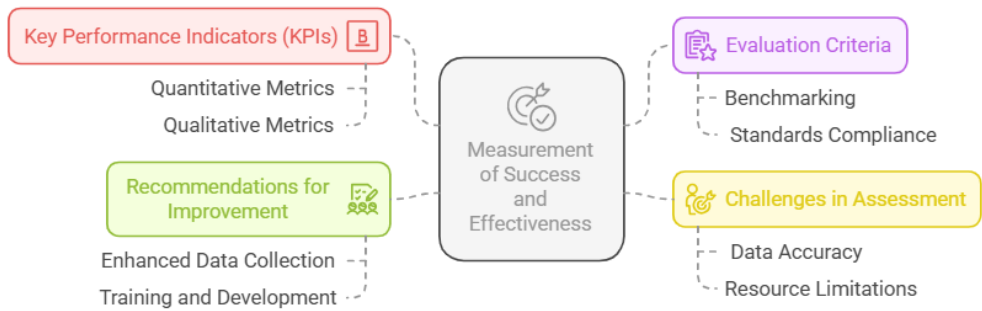 Key Performance Indicators (KPIs)
B
Quantitative Metrics
Qualitative Metrics
Recommendations for
Improvement
Enhanced Data Collection
Training and Development
Measurement
of Success
and
Effectiveness
Evaluation Criteria
Benchmarking
Standards Compliance
Challenges in Assessment
Data Accuracy
Resource Limitations